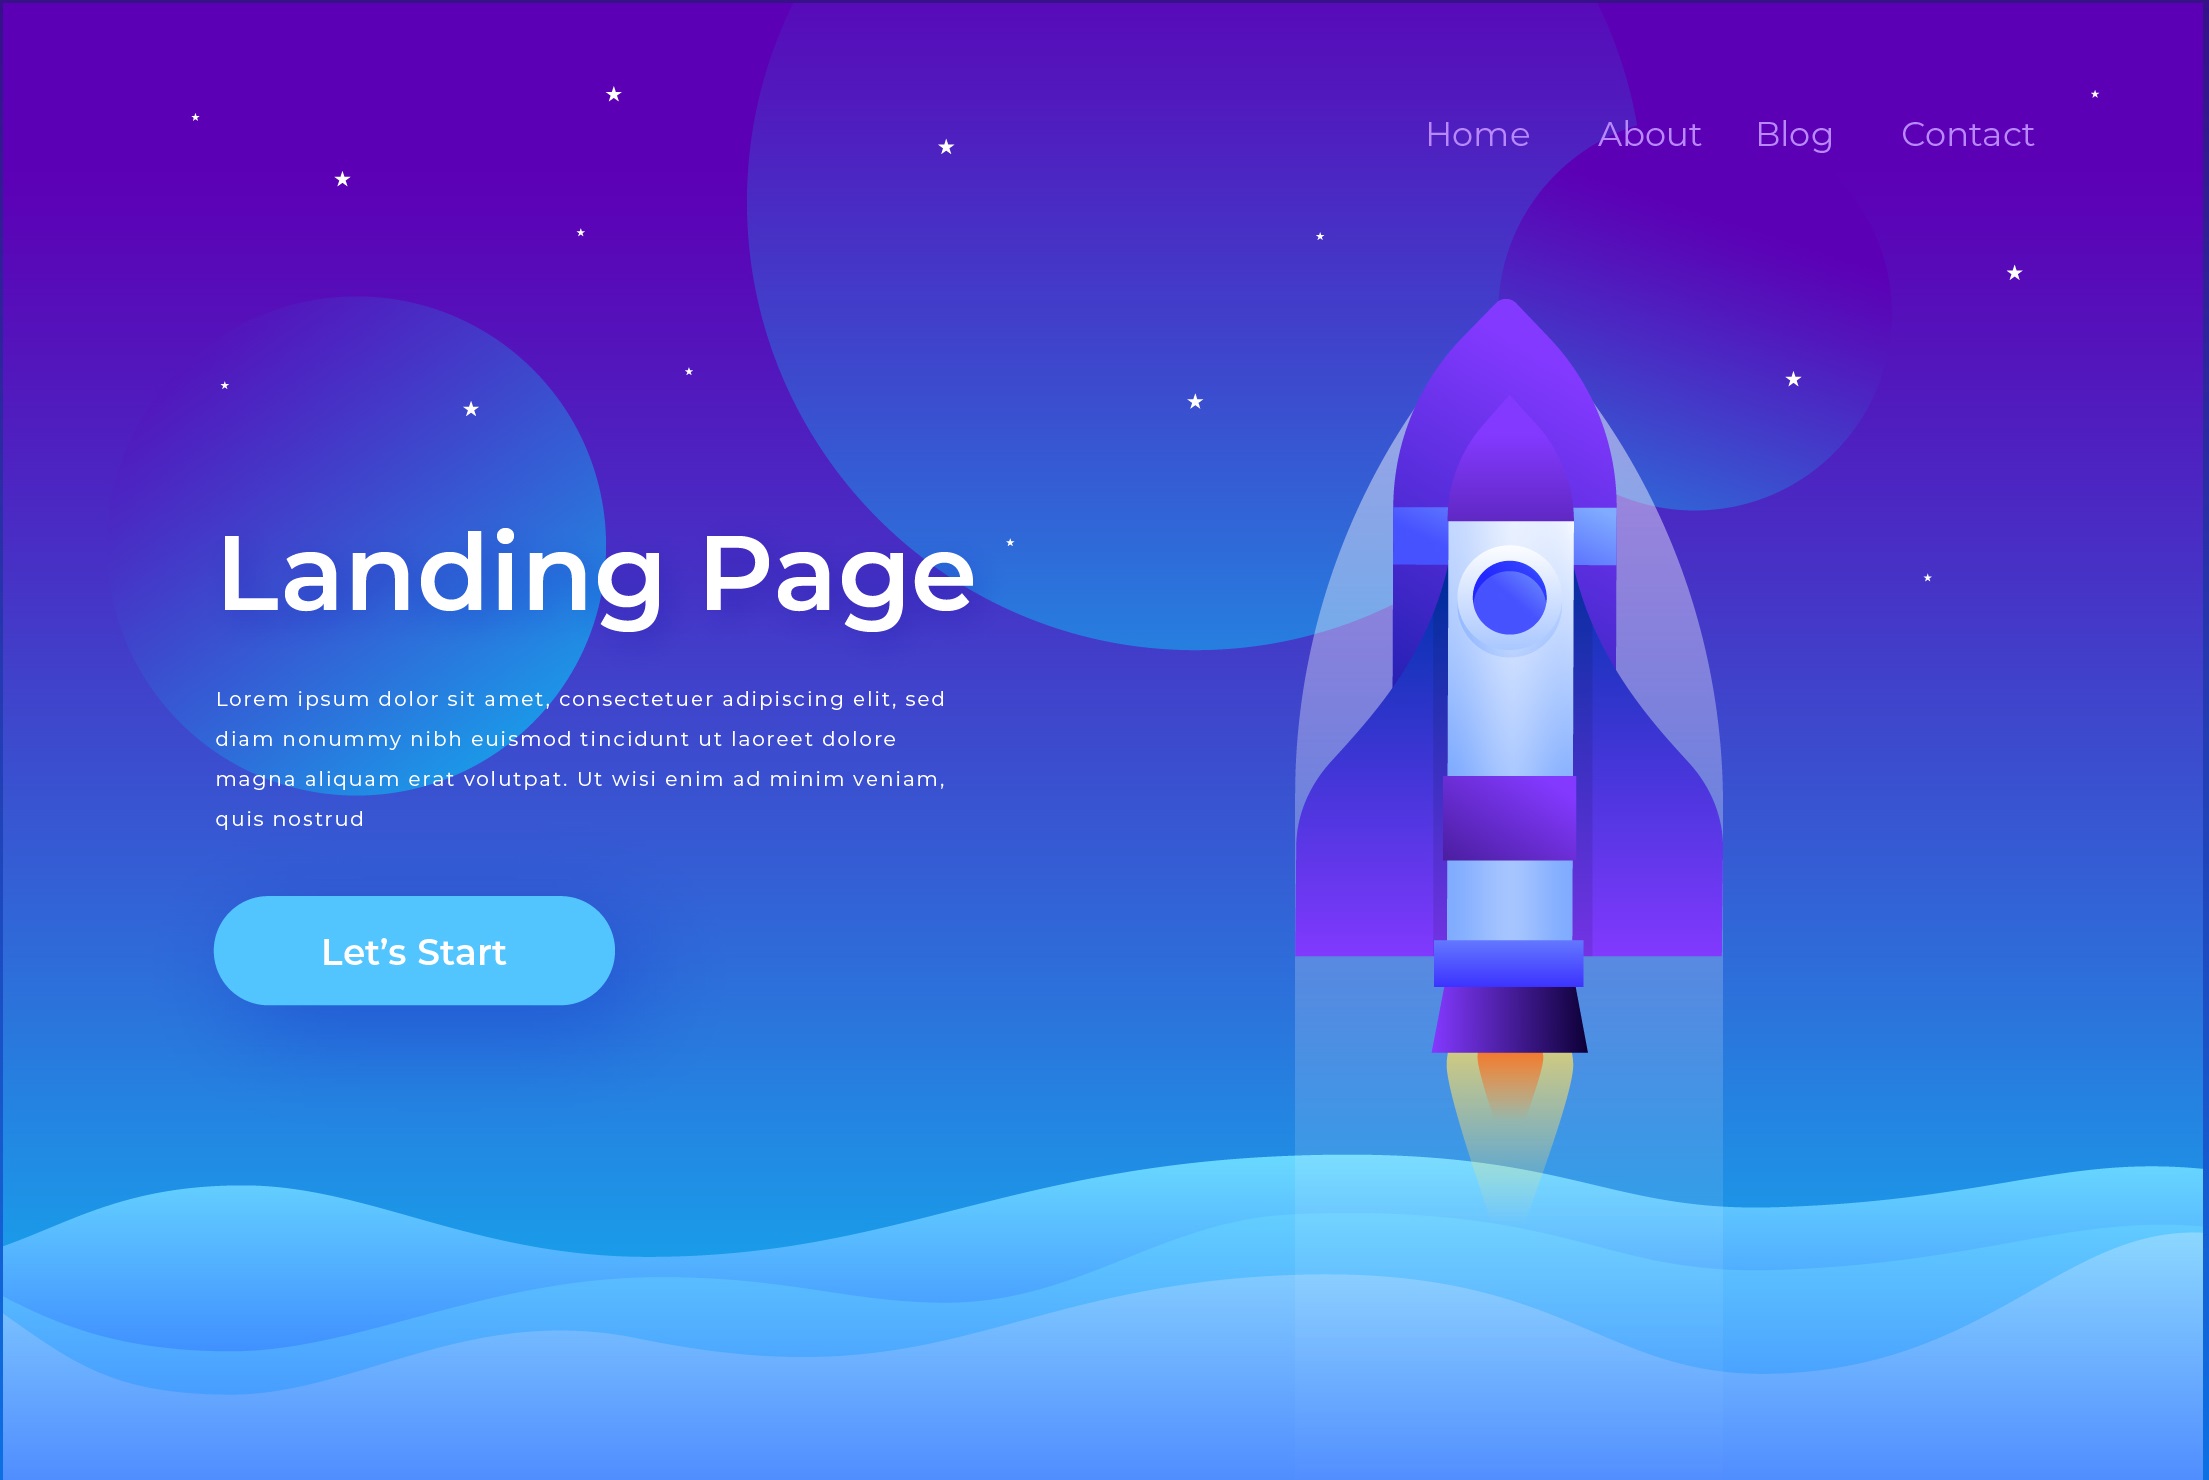 Home About Blog Contact
Landing Page
Lorem ipsum dolor sit amet, consectetuer adipiscing elit, sed
diam nonummy nibh euismod tincidunt ut laoreet dolore
magna aliquam erat volutpat. Ut wisi enim ad minim veniam,
quis nostrud
Let’s Start